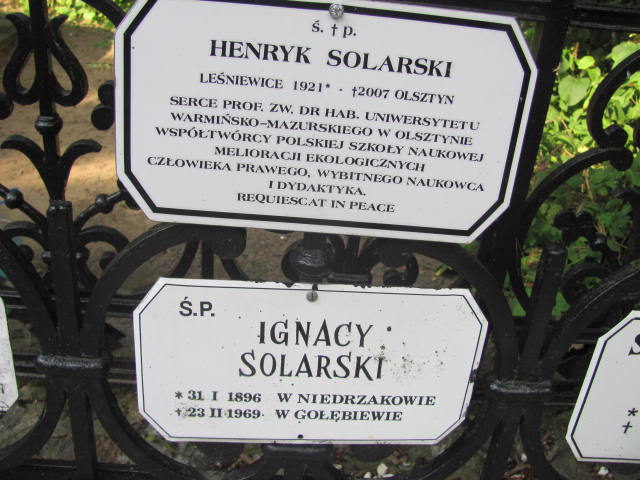 ś. † p.
HENRYK SOLARSKI
LEŚNIEWICE 1921* - †2007 OLSZTYN
SERCE PROF. ZW. DR HAB. UNIWERSYTETU
WARMIŃSKO-MAZURSKIEGO W OLSZTYNIE
WSPÓŁTWÓRCY POLSKIEJ SZKOŁY NAUKOWEJ
MELIORACJI EKOLOGICZNYCH
CZŁOWIEKA PRAWEGO, WYBITNEGO NAUKOWCA
I DYDAKTYKA.
REQUIESCAT IN PEACE
Ś.P.
IGNACY
SOLARSKI
* 31 I 1896 W NIEDRZAKOWIE
† 23 II 1969 W GOŁĘBIEWIE
S
*
†